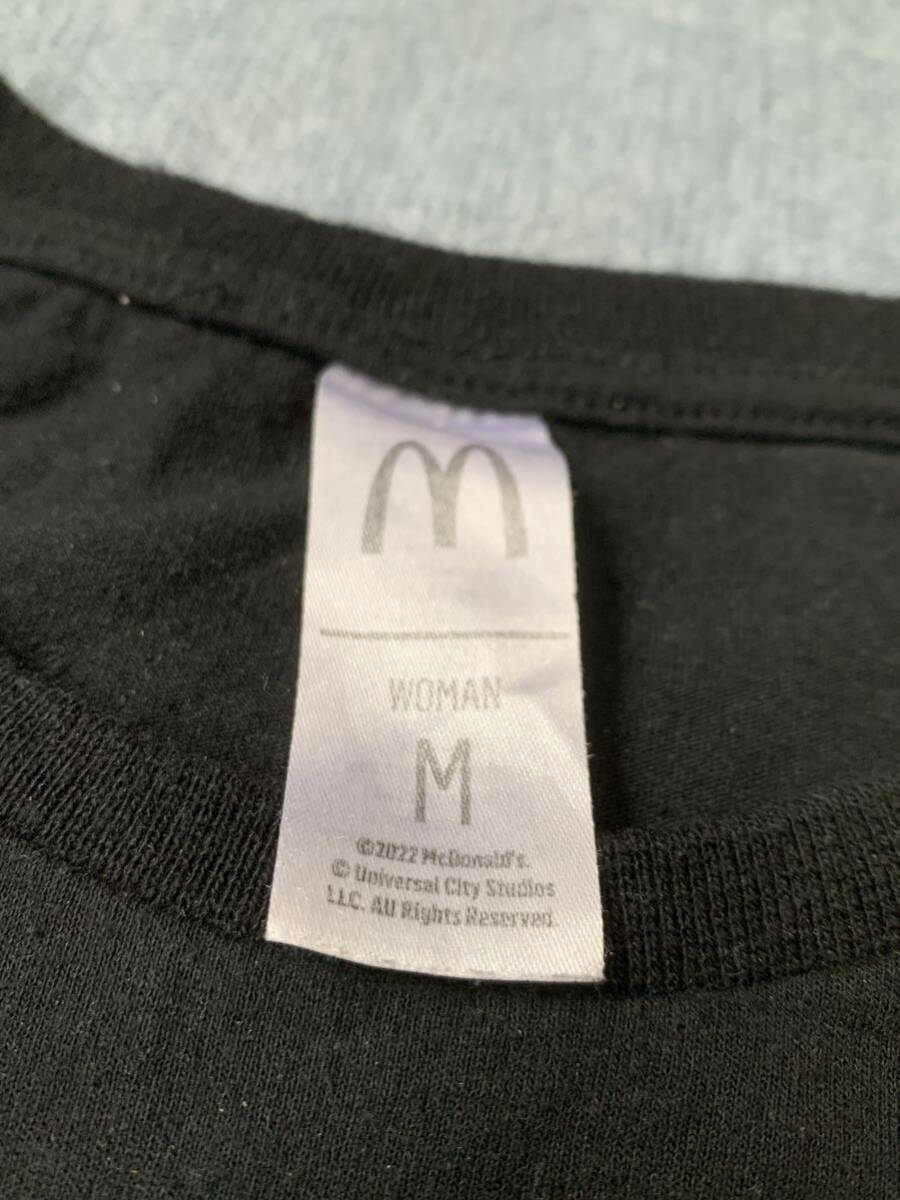 WOMAN
M
©2022 McDonald's.
© Universal City Studios
LLC. All Rights Reserved.